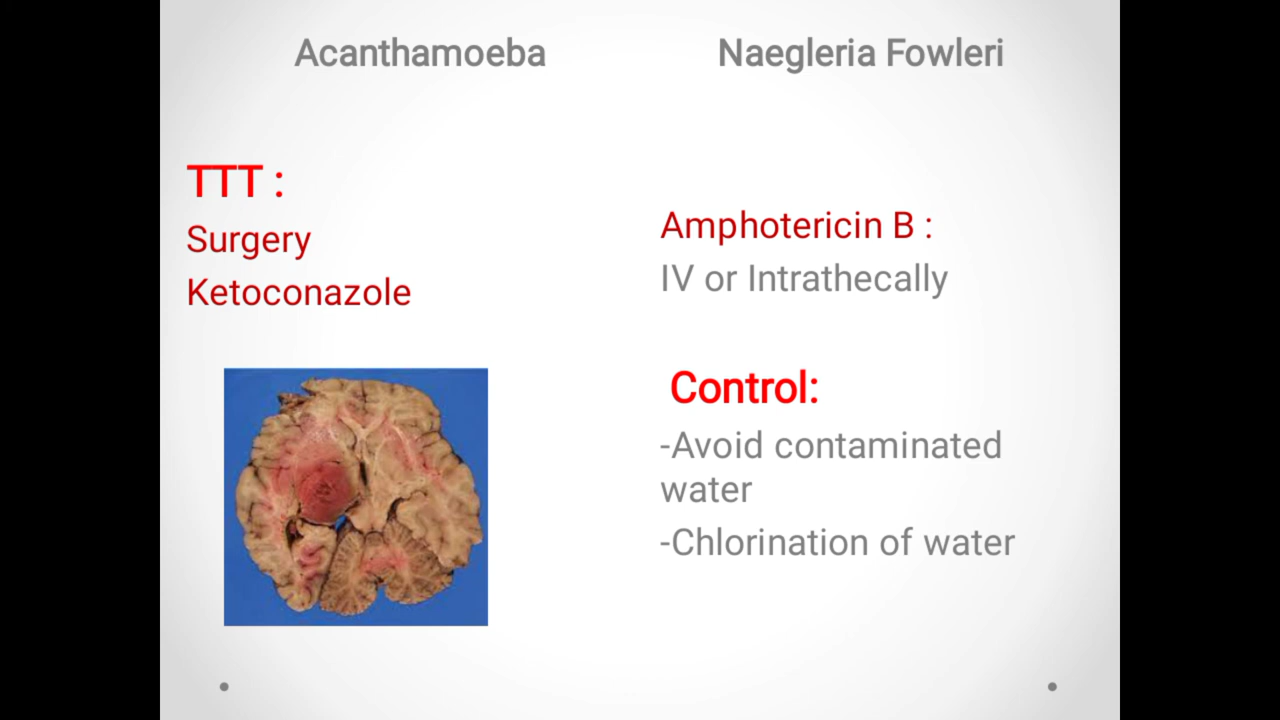 Acanthamoeba
Naegleria Fowleri
TTT :
Surgery
Ketoconazole
Amphotericin B :
IV or Intrathecally
Control:
-Avoid contaminated
water
-Chlorination of water